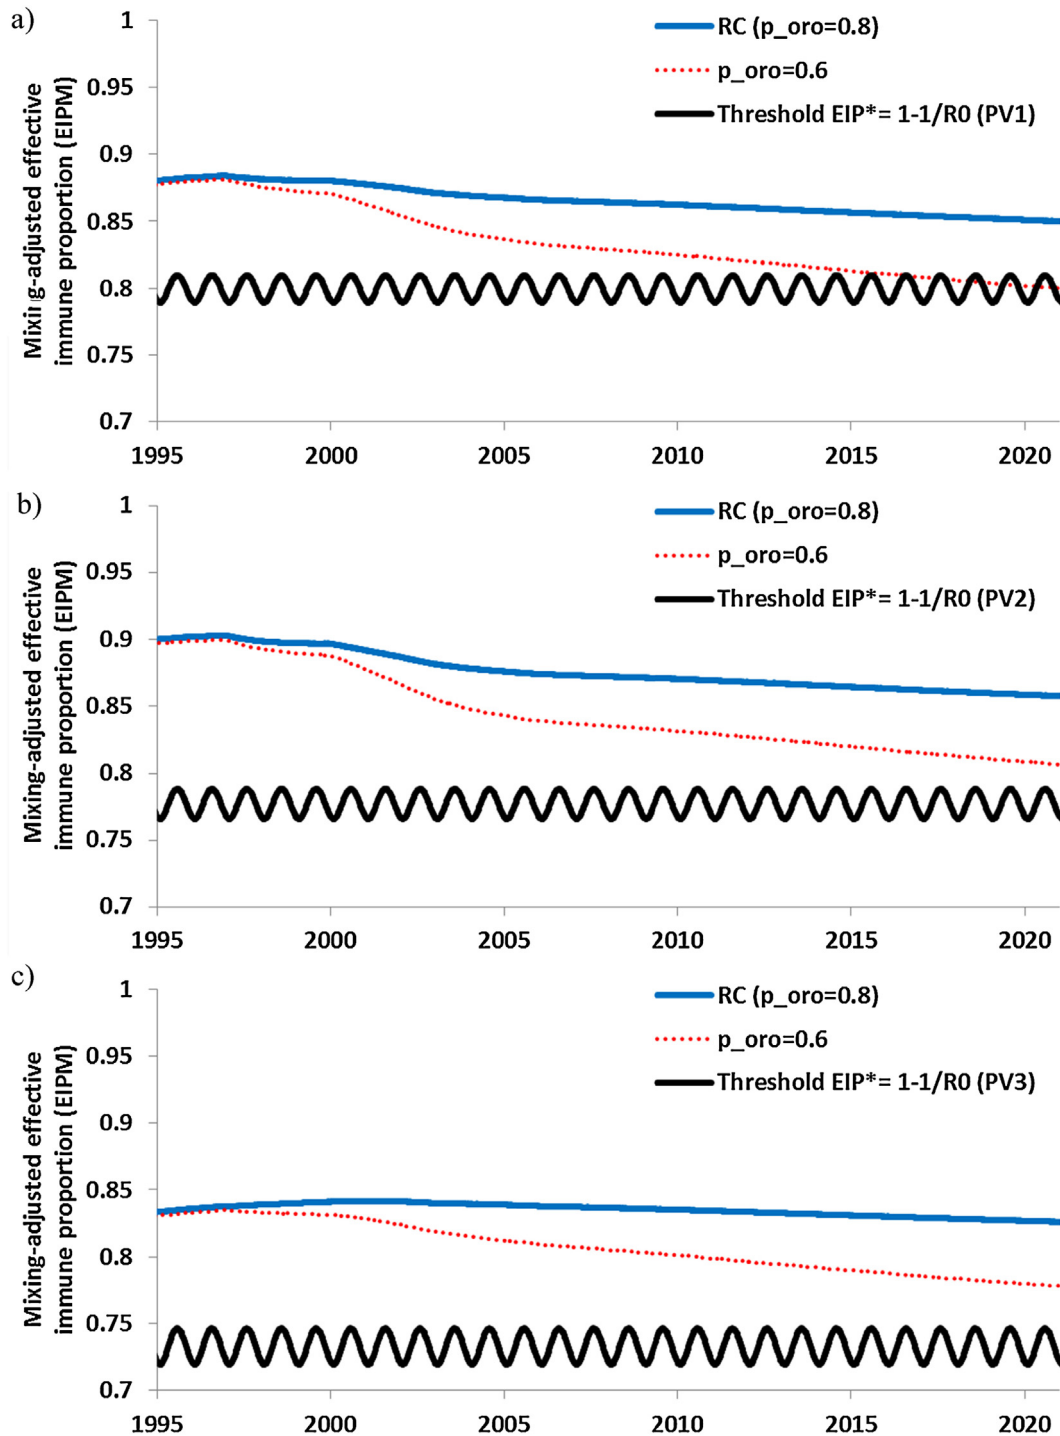 a)
Mixing-adjusted effective
immune proportion (EIPM)
1
0.95
0.9
0.85
0.8
0.75
0.7
RC (p_oro=0.8)
p_oro=0.6
Threshold EIP*= 1-1/R0 (PV1)
1995 2000 2005 2010 2015 2020
b)
Mixing-adjusted effective
immune proportion (EIPM)
1
0.95
0.9
0.85
0.8
0.75
0.7
RC (p_oro=0.8)
p_oro=0.6
Threshold EIP*= 1-1/R0 (PV2)
1995 2000 2005 2010 2015 2020
c)
Mixing-adjusted effective
immune proportion (EIPM)
1
0.95
0.9
0.85
0.8
0.75
0.7
RC (p_oro=0.8)
p_oro=0.6
Threshold EIP*= 1-1/R0 (PV3)
1995 2000 2005 2010 2015 2020